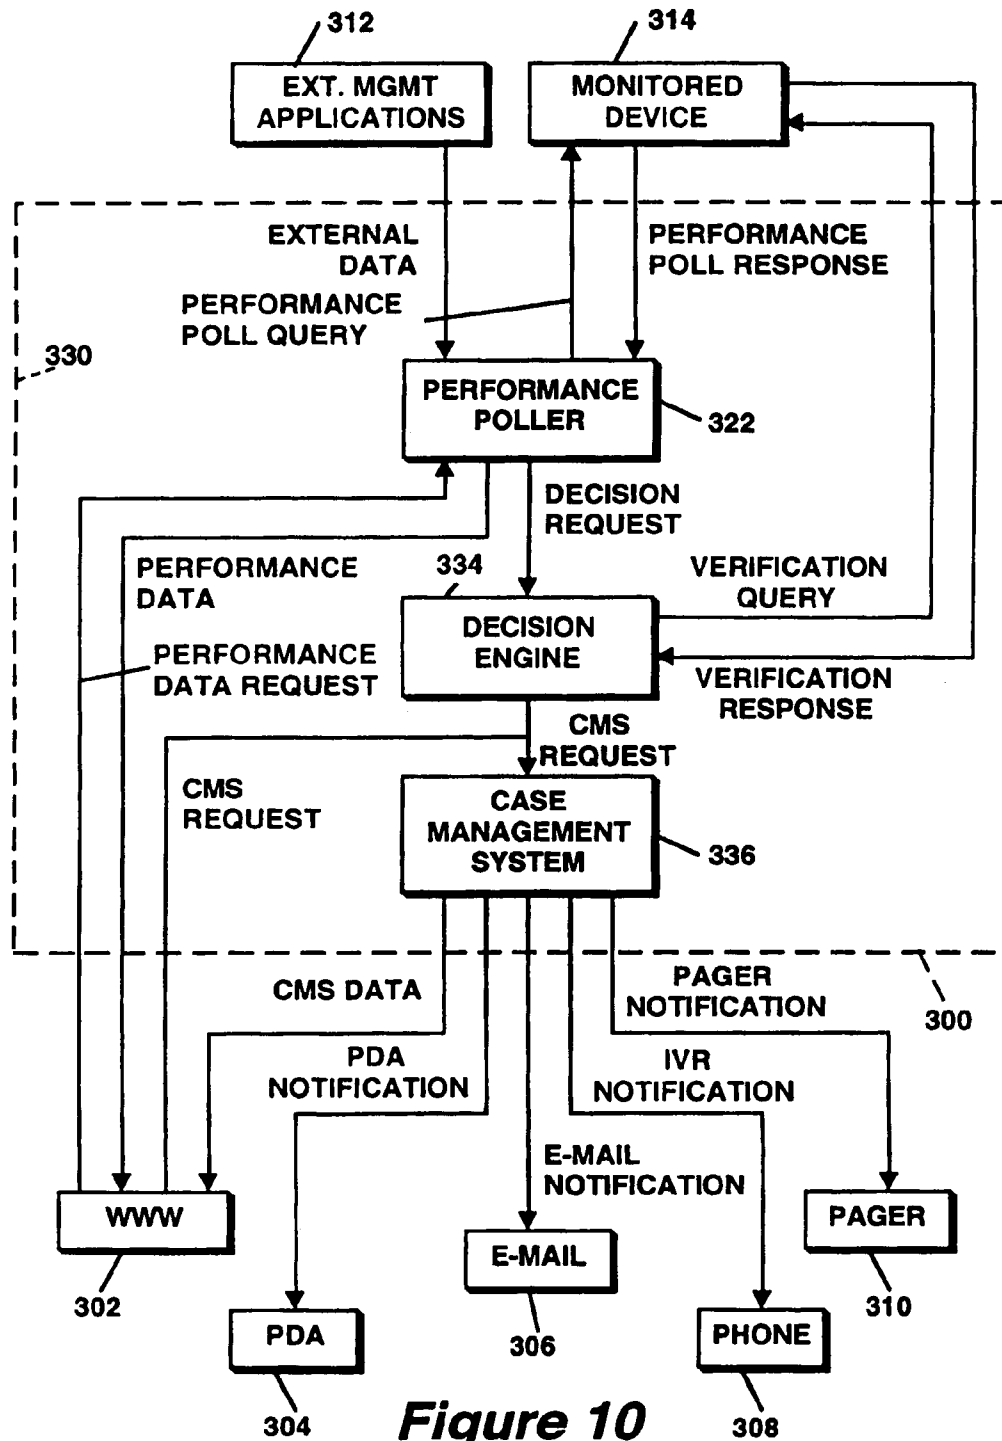 312
314
EXT. MGMT
APPLICATIONS
MONITORED
DEVICE
EXTERNAL
DATA
PERFORMANCE
POLL RESPONSE
PERFORMANCE
POLL QUERY
330
PERFORMANCE
POLLER
322
DECISION
REQUEST
334
VERIFICATION
QUERY
PERFORMANCE
DATA
DECISION
ENGINE
PERFORMANCE
DATA REQUEST
VERIFICATION
RESPONSE
CMS
REQUEST
CMS
REQUEST
CASE
MANAGEMENT
SYSTEM
336
CMS DATA
PAGER
NOTIFICATION
300
PDA
NOTIFICATION
IVR
NOTIFICATION
E-MAIL
NOTIFICATION
WWW
302
E-MAIL
306
PAGER
310
PDA
304
PHONE
308
Figure 10